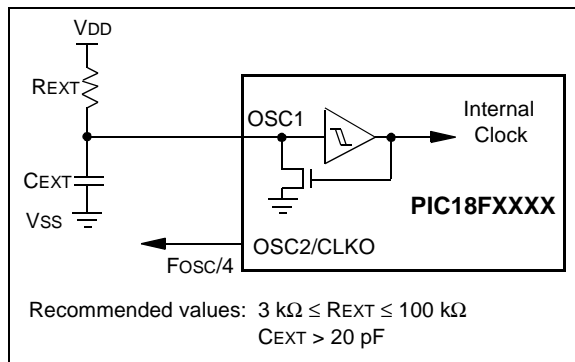 VDD
REXT
OSC1
Internal
Clock
CEXT
PIC18FXXXX
VSS
OSC2/CLKO
FOSC/4
Recommended values: 3 kΩ ≤ REXT ≤ 100 kΩ
CEXT > 20 pF